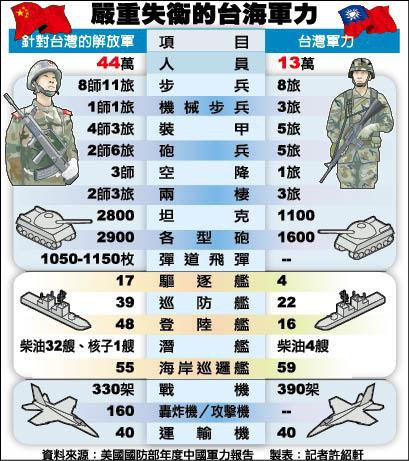 嚴重失衡的台海軍力
針對台灣的解放軍 項目 台灣軍力
44萬 人員 13萬
8師11旅 步兵 8旅
1師1旅 機械步兵 3旅
4師3旅 裝甲 5旅
2師6旅 砲兵 5旅
3師 空降 1旅
2師3旅 兩棲 3旅
2800 坦克 1100
2900 各型砲 1600
1050-1150枚 彈道飛彈 --
17 驅逐艦 4
39 巡防艦 22
48 登陸艦 16
柴油32艘、核子1艘 潛艦 柴油4艘
55 海岸巡邏艦 59
330架 戰機 390架
160 轟炸機／攻擊機 --
40 運輸機 40
資料來源：美國國防部年度中國軍力報告 製表：記者許紹軒